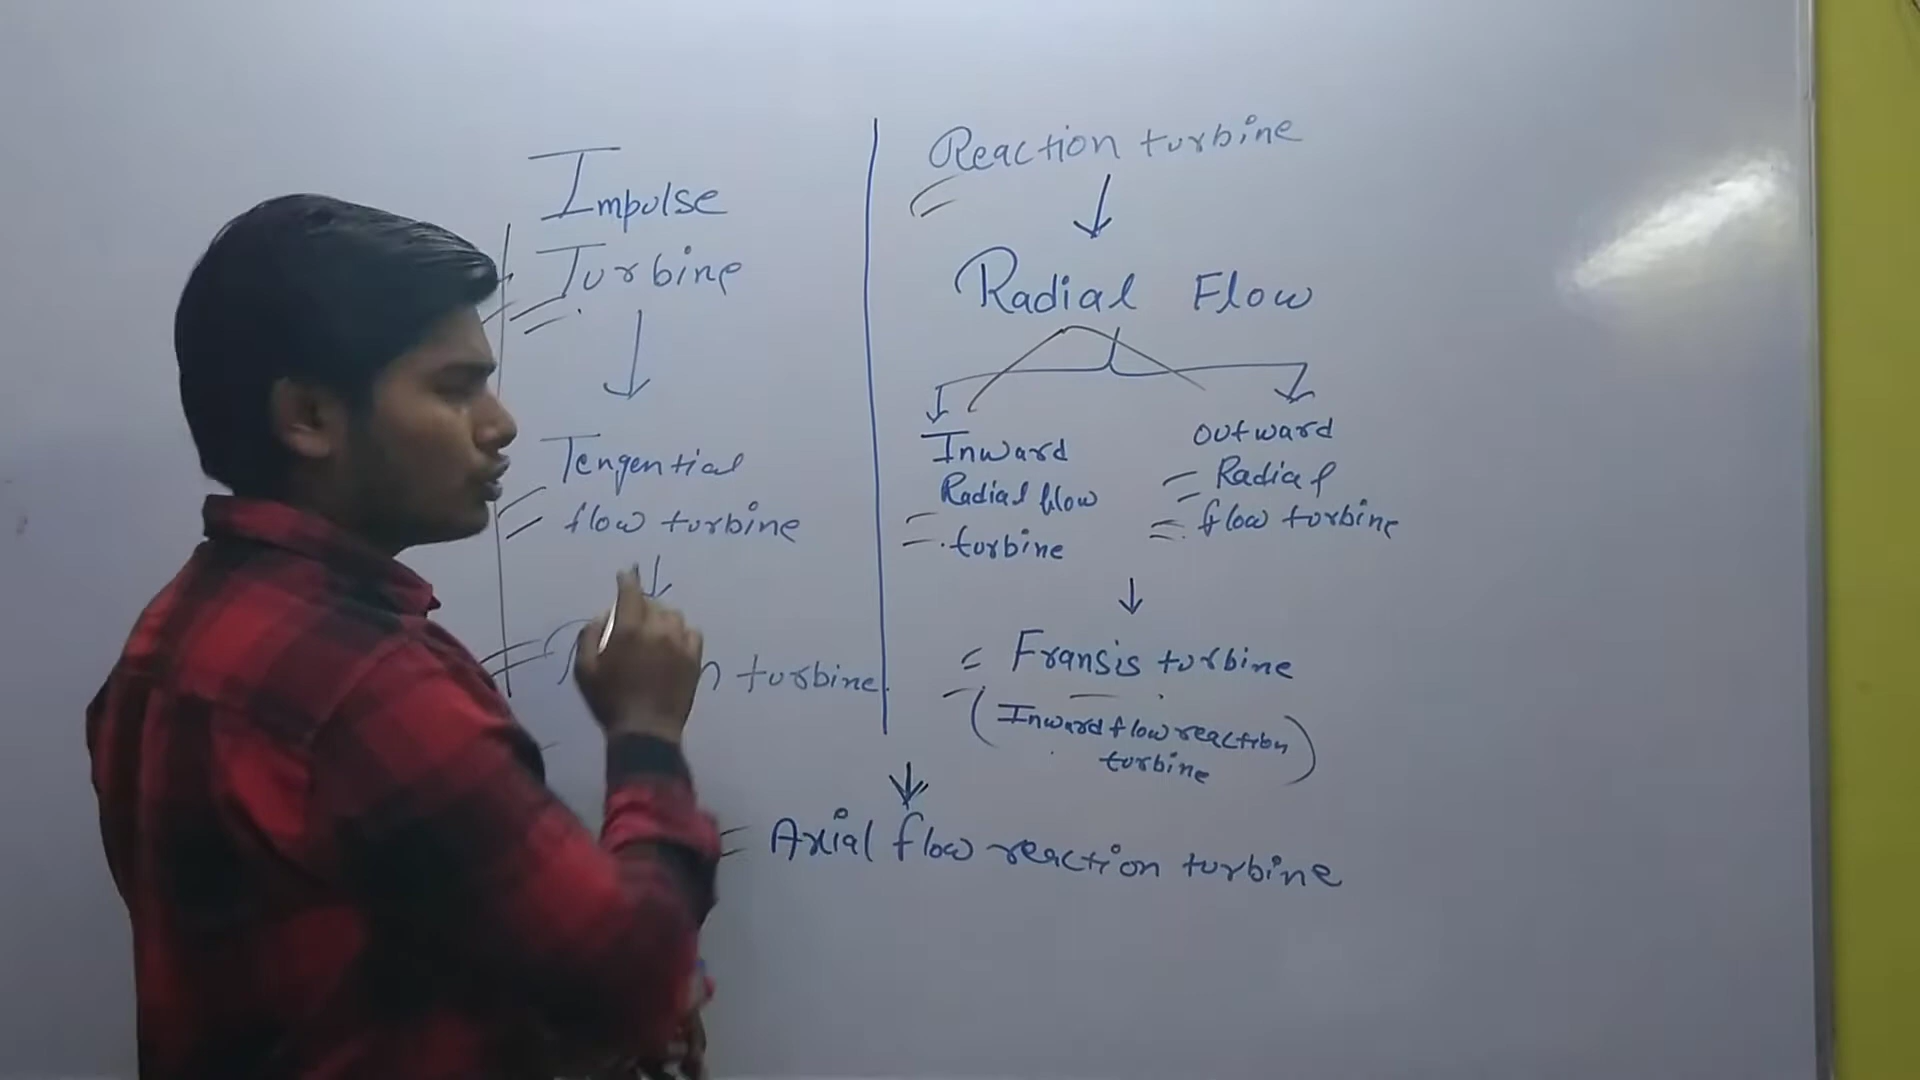 Impulse
Turbine
Tengential
flow turbine
turbine
Reaction turbine
Radial Flow
Inward
Radial flow
turbine
outward
Radial
flow turbine
Fransis turbine
(Inward flow reaction
turbine)
Axial flow reaction turbine